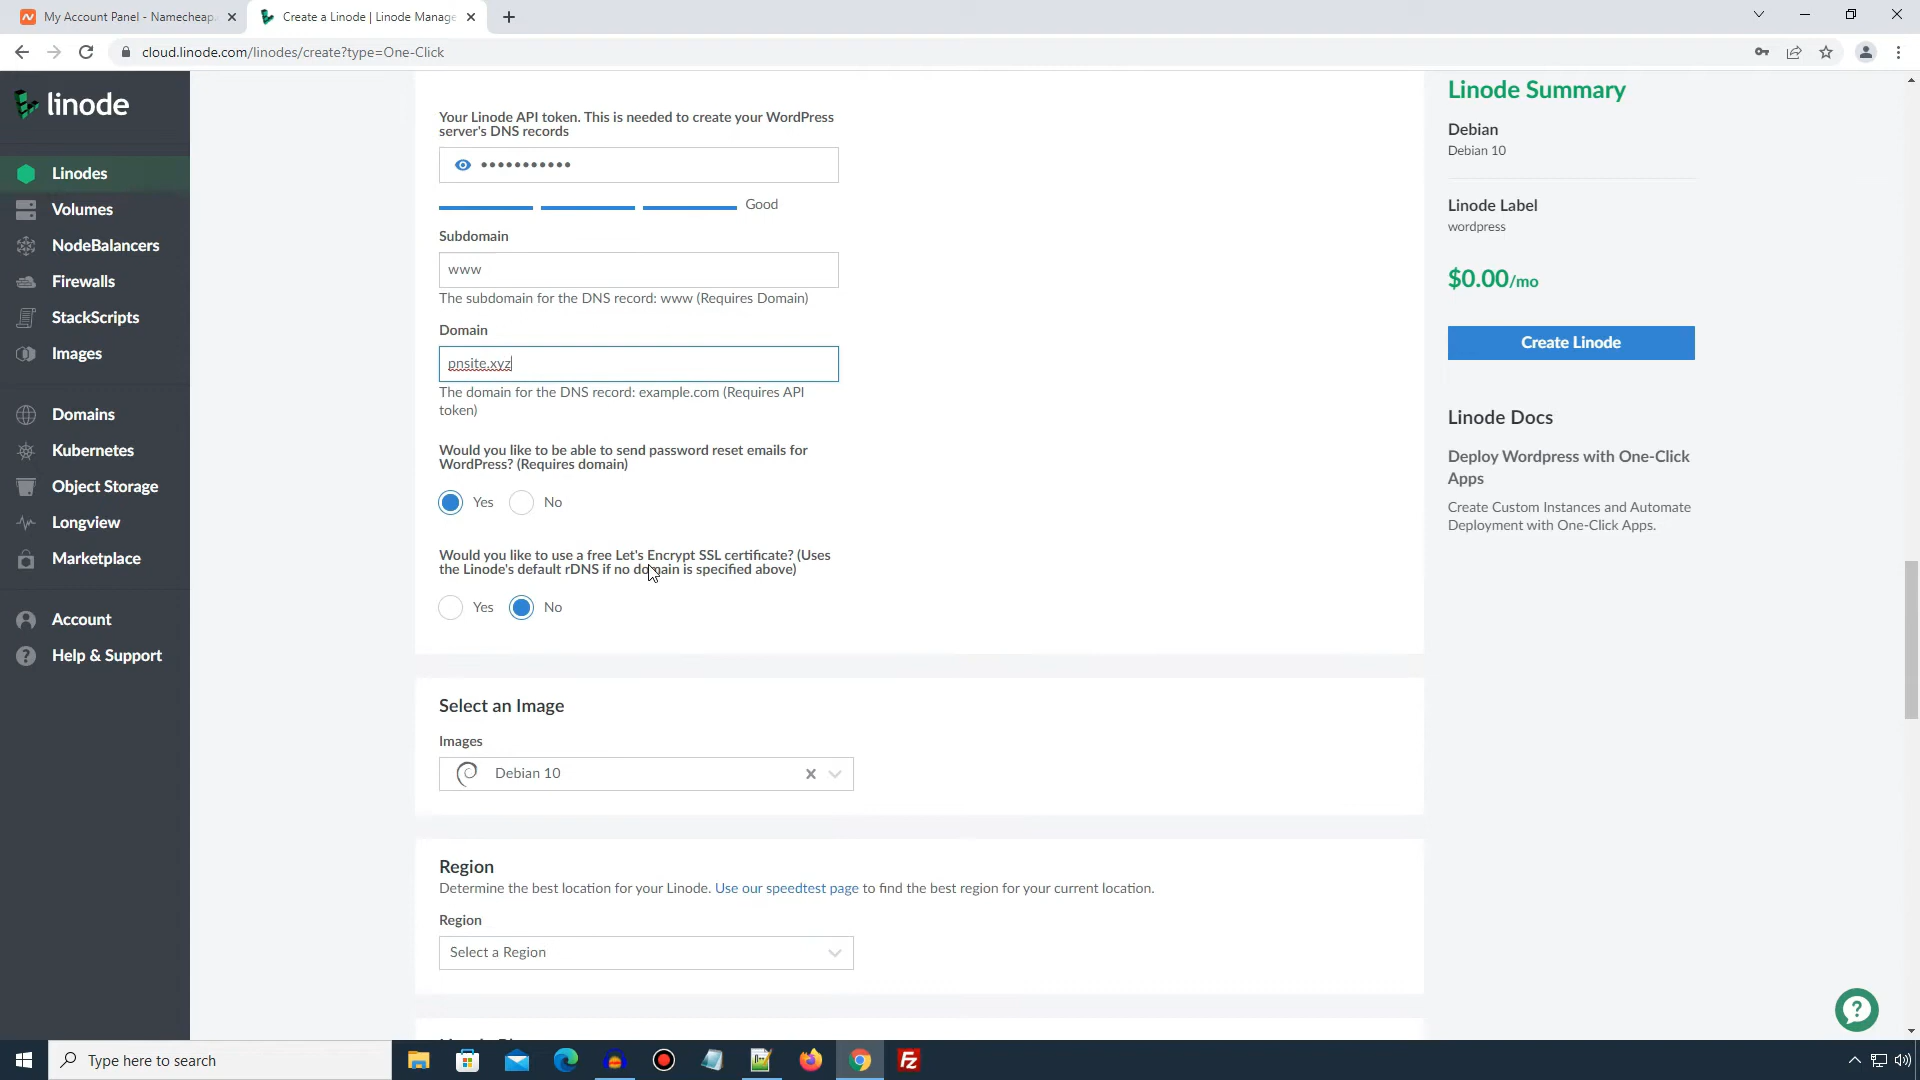 My Account Panel - Namecheap.
Create a Linode | Linode Manage
cloud.linode.com/linodes/create?type=One-Click
linode
Linodes
Volumes
NodeBalancers
Firewalls
StackScripts
Images
Domains
Kubernetes
Object Storage
Longview
Marketplace
Account
Help & Support
Your Linode API token. This is needed to create your WordPress
server's DNS records
•••••••••••
Good
Subdomain
www
The subdomain for the DNS record: www (Requires Domain)
Domain
pnsite.xyz
The domain for the DNS record: example.com (Requires API
token)
Would you like to be able to send password reset emails for
WordPress? (Requires domain)
Yes No
Would you like to use a free Let's Encrypt SSL certificate? (Uses
the Linode's default rDNS if no domain is specified above)
Yes No
Select an Image
Images
Debian 10
Region
Determine the best location for your Linode. Use our speedtest page to find the best region for your current location.
Region
Select a Region
Linode Summary
Debian
Debian 10
Linode Label
wordpress
$0.00/mo
Create Linode
Linode Docs
Deploy Wordpress with One-Click
Apps
Create Custom Instances and Automate
Deployment with One-Click Apps.
Type here to search